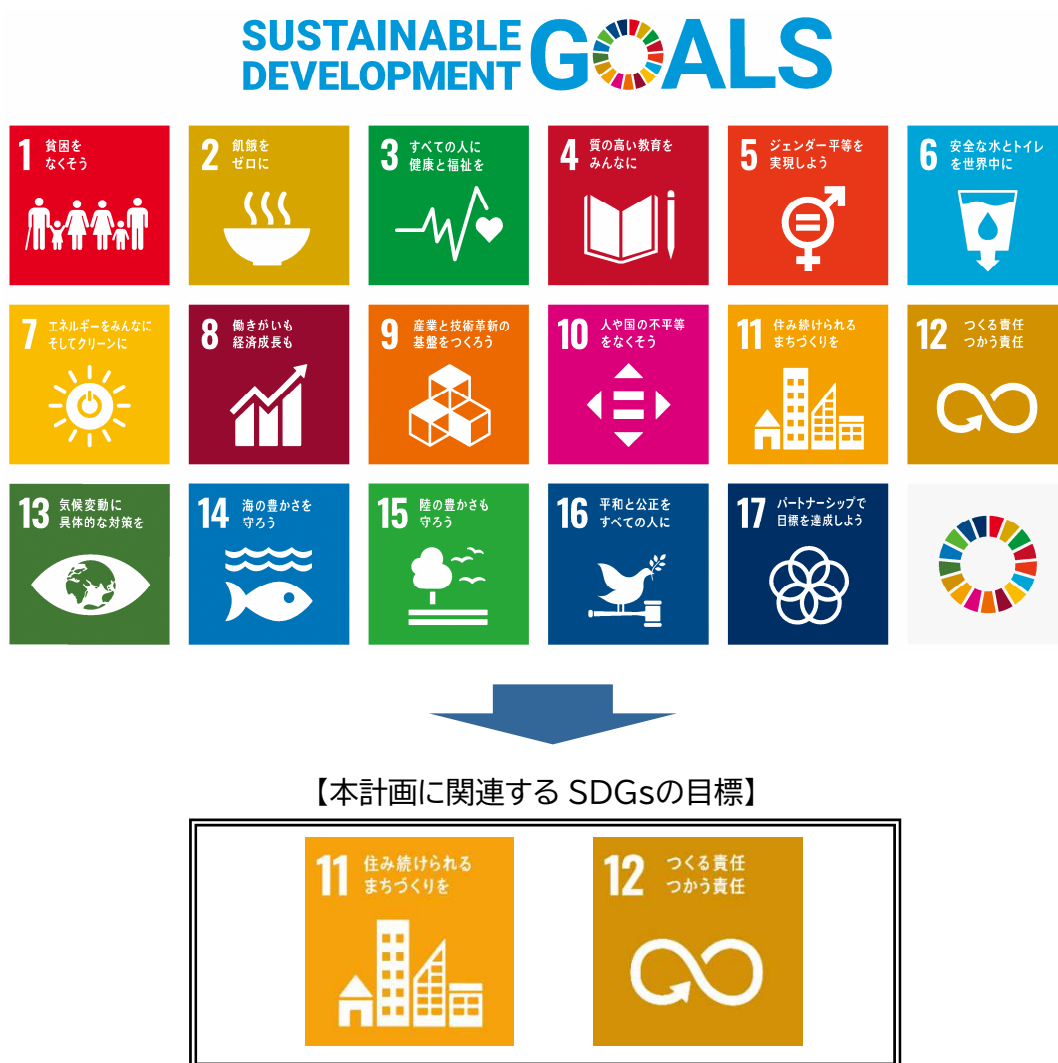 SUSTAINABLE
DEVELOPMENT
GOALS
1 貧困を
なくそう
2 飢餓を
ゼロに
3 すべての人に
健康と福祉を
4 質の高い教育を
みんなに
5 ジェンダー平等を
実現しよう
6 安全な水とトイレ
を世界中に
7 エネルギーをみんなに
そしてクリーンに
8 働きがいも
経済成長も
9 産業と技術革新の
基盤をつくろう
10 人や国の不平等
をなくそう
11 住み続けられる
まちづくりを
12 つくる責任
つかう責任
13 気候変動に
具体的な対策を
14 海の豊かさを
守ろう
15 陸の豊かさも
守ろう
16 平和と公正を
すべての人に
17 パートナーシップで
目標を達成しよう
【本計画に関連する SDGsの目標】
11 住み続けられる
まちづくりを
12 つくる責任
つかう責任